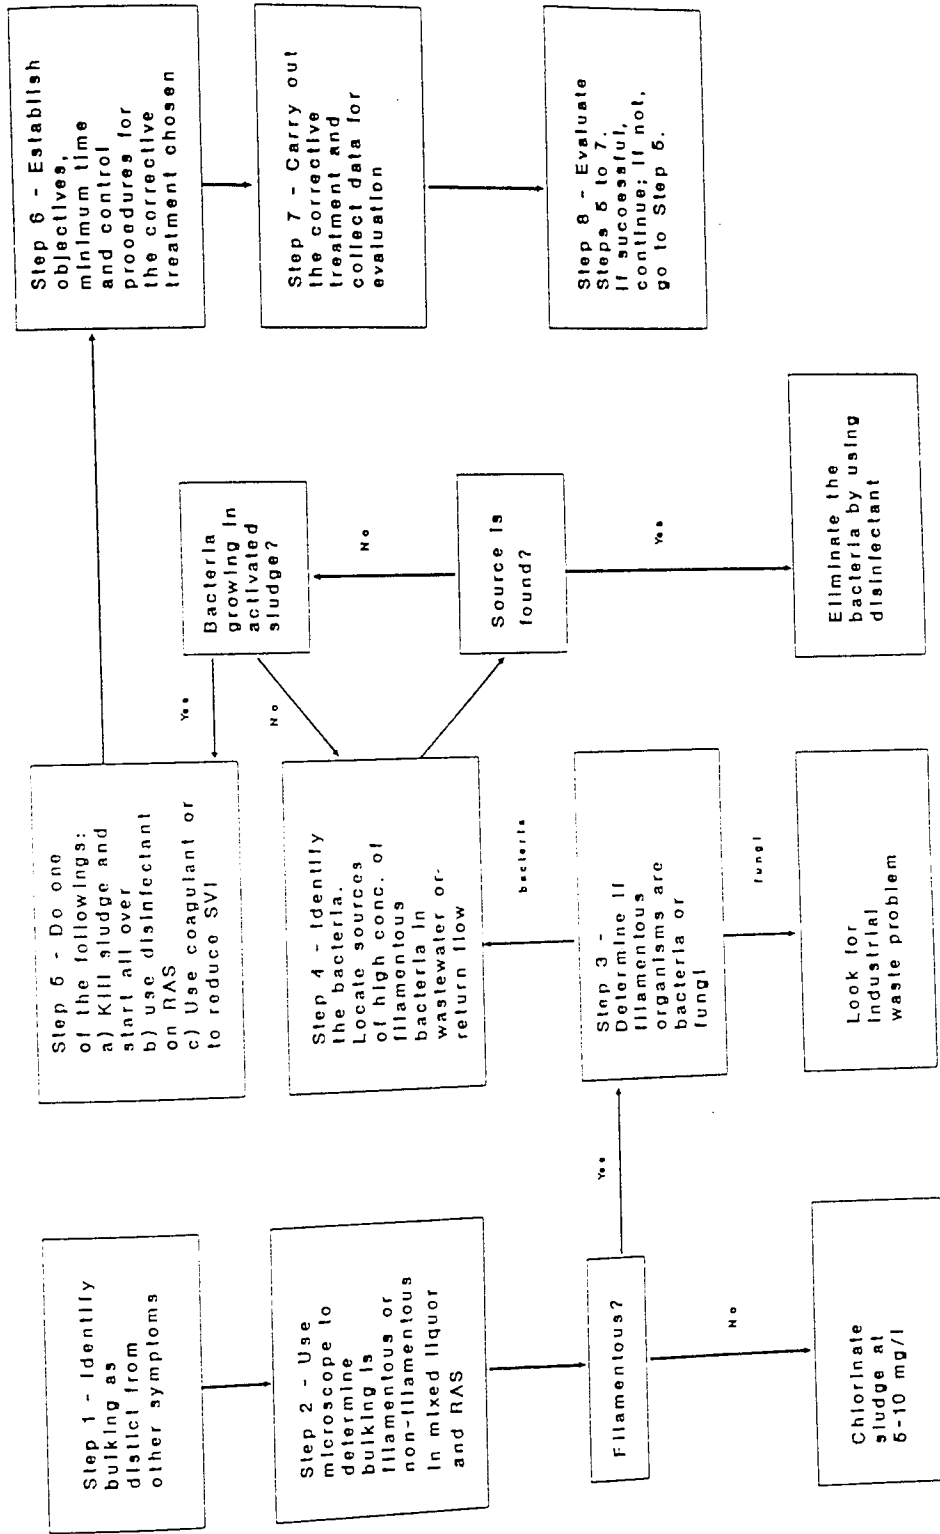 Step 1 - Identify
bulking as
distict from
other symptoms
Step 2 - Use
microscope to
determine
bulking is
filamentous or
non-filamentous
in mixed liquor
and RAS
Filamentous?
Yes
No
Chlorinate
sludge at
5-10 mg/l
Step 3 -
Determine if
filamentous
organisms are
bacteria or
fungi
bacteria
fungi
Look for
industrial
waste problem
Step 4 - Identify
the bacteria.
Locate sources
of high conc. of
filamentous
bacteria in
wastewater or
return flow
Source is
found?
No
Yes
Eliminate the
bacteria by using
disinfectant
Bacteria
growing in
activated
sludge?
Yes
No
Step 5 - Do one
of the followings:
a) Kill sludge and
start all over
b) use disinfectant
on RAS
c) Use coagulant or
to reduce SVI
Step 6 - Establish
objectives,
minimum time
and control
procedures for
the corrective
treatment chosen
Step 7 - Carry out
the corrective
treatment and
collect data for
evaluation
Step 8 - Evaluate
Steps 5 to 7.
If successful,
continue; if not,
go to Step 5.